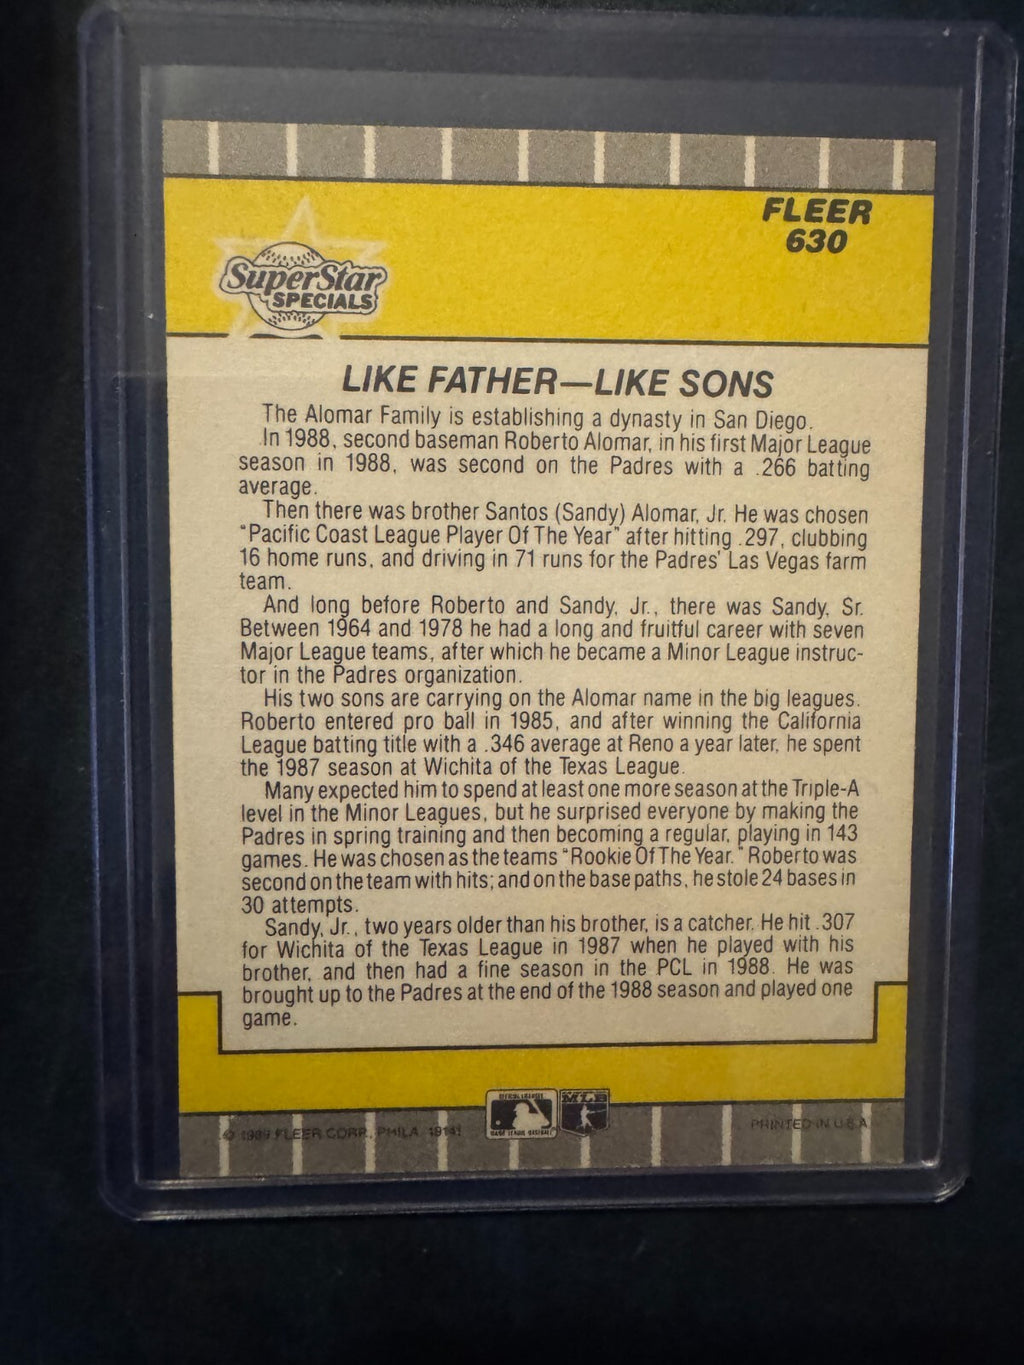 FLEER
630
SuperStar
SPECIALS
LIKE FATHER—LIKE SONS
The Alomar Family is establishing a dynasty in San Diego.
In 1988, second baseman Roberto Alomar, in his first Major League
season in 1988, was second on the Padres with a .266 batting
average.
Then there was brother Santos (Sandy) Alomar, Jr. He was chosen
"Pacific Coast League Player Of The Year" after hitting .297, clubbing
16 home runs, and driving in 71 runs for the Padres' Las Vegas farm
team.
And long before Roberto and Sandy, Jr., there was Sandy, Sr.
Between 1964 and 1978 he had a long and fruitful career with seven
Major League teams, after which he became a Minor League instruc-
tor in the Padres organization.
His two sons are carrying on the Alomar name in the big leagues.
Roberto entered pro ball in 1985, and after winning the California
League batting title with a .346 average at Reno a year later, he spent
the 1987 season at Wichita of the Texas League.
Many expected him to spend at least one more season at the Triple-A
level in the Minor Leagues, but he surprised everyone by making the
Padres in spring training and then becoming a regular, playing in 143
games. He was chosen as the teams "Rookie Of The Year." Roberto was
second on the team with hits; and on the base paths, he stole 24 bases in
30 attempts.
Sandy, Jr., two years older than his brother, is a catcher. He hit .307
for Wichita of the Texas League in 1987 when he played with his
brother, and then had a fine season in the PCL in 1988. He was
brought up to the Padres at the end of the 1988 season and played one
game.
MLB
© 1989 FLEER CORP., PHILA. 19141
PRINTED IN U.S.A.